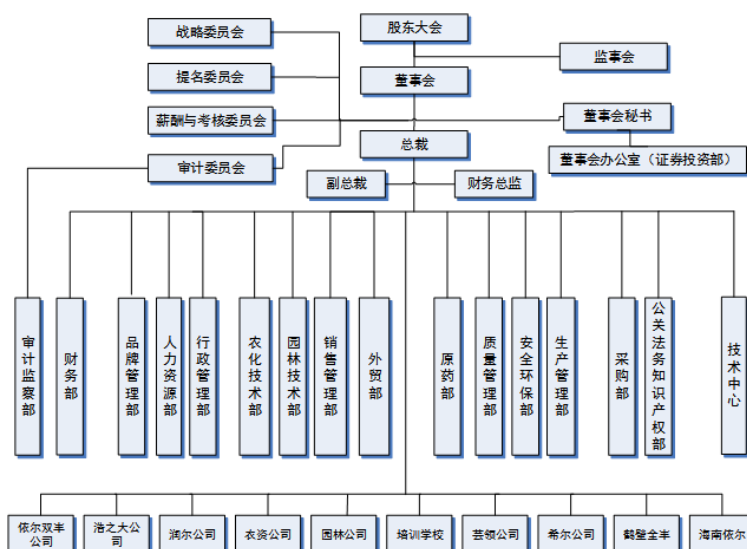 股东大会
战略委员会
监事会
提名委员会
董事会
薪酬与考核委员会
董事会秘书
总裁
审计委员会
董事会办公室（证券投资部）
副总裁
财务总监
审计监察部
财务部
品牌管理部
人力资源部
行政管理部
农化技术部
园林技术部
销售管理部
外贸部
原药部
质量管理部
安全环保部
生产管理部
采购部
公关法务知识产权部
技术中心
依尔双丰
公司
浩之大公
司
润尔公司
农资公司
园林公司
培训学校
芸领公司
希尔公司
鹤壁全丰
海南依尔